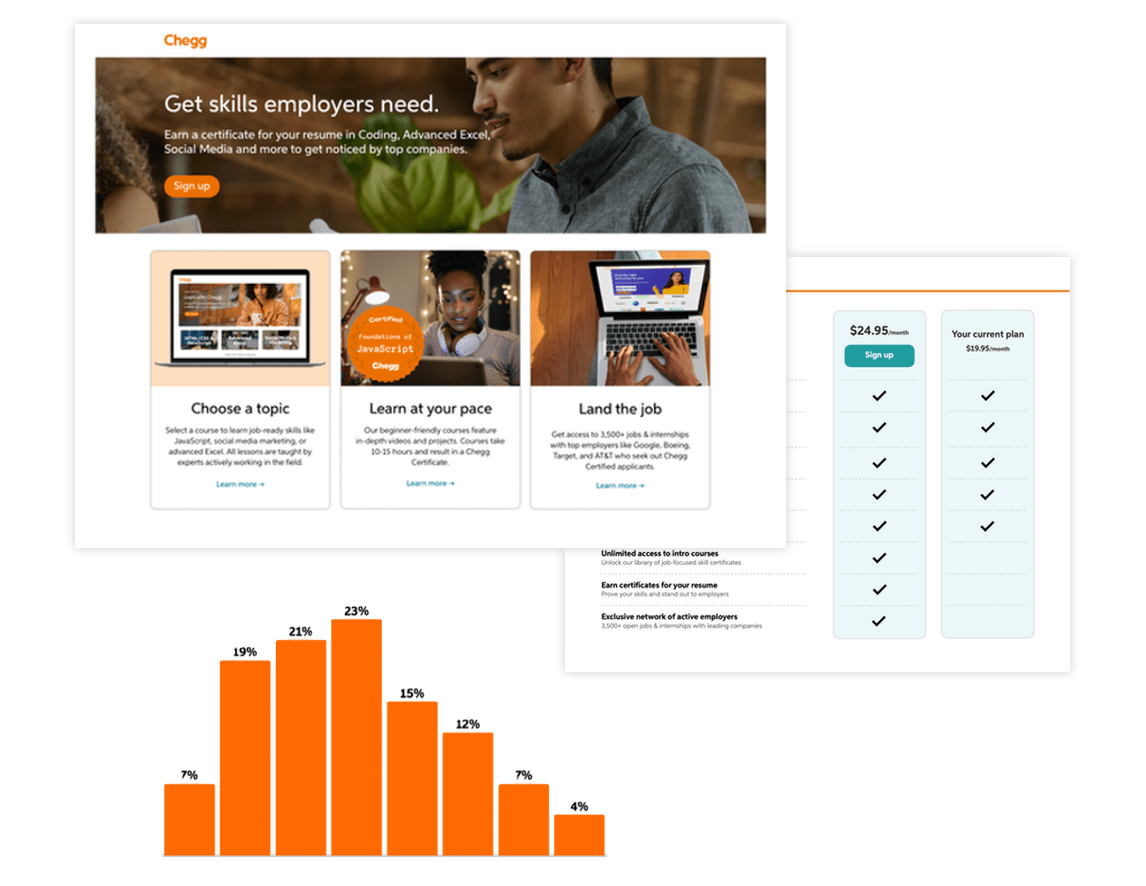 Chegg
Get skills employers need.
Earn a certificate for your resume in Coding, Advanced Excel,
Social Media and more to get noticed by top companies.
Sign up
Learn with Chegg
Certified
Foundations of
JavaScript
Chegg
Choose a topic
Select a course to learn job-ready skills like
JavaScript, social media marketing, or
advanced Excel. All lessons are taught by
experts actively working in the field.
Learn more →
Learn at your pace
Our beginner-friendly courses feature
in-depth videos and projects. Courses take
10-15 hours and result in a Chegg
Certificate.
Learn more →
Land the job
Get access to 3,500+ jobs & internships
with top employers like Google, Boeing,
Target, and AT&T who seek out Chegg
Certified applicants.
Learn more →
$24.95/month
Sign up
Your current plan
$19.95/month
Unlimited access to intro courses
Unlock our library of job-focused skill certificates
Earn certificates for your resume
Prove your skills and stand out to employers
Exclusive network of active employers
3,500+ open jobs & internships with leading companies
7%
19%
21%
23%
15%
12%
7%
4%